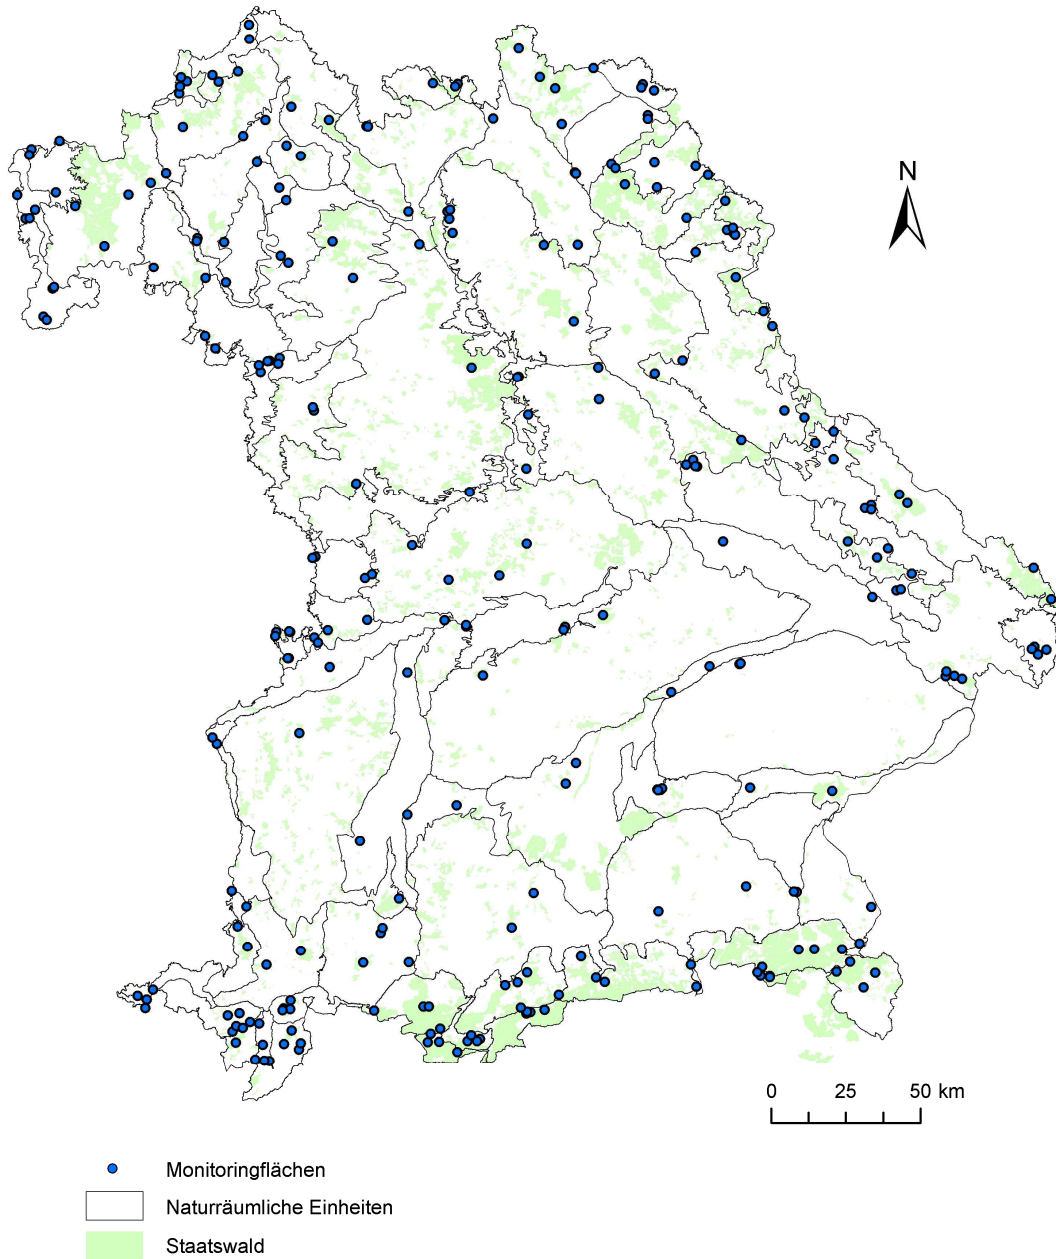 N
0 25 50 km
Monitoringflächen
Naturräumliche Einheiten
Staatswald